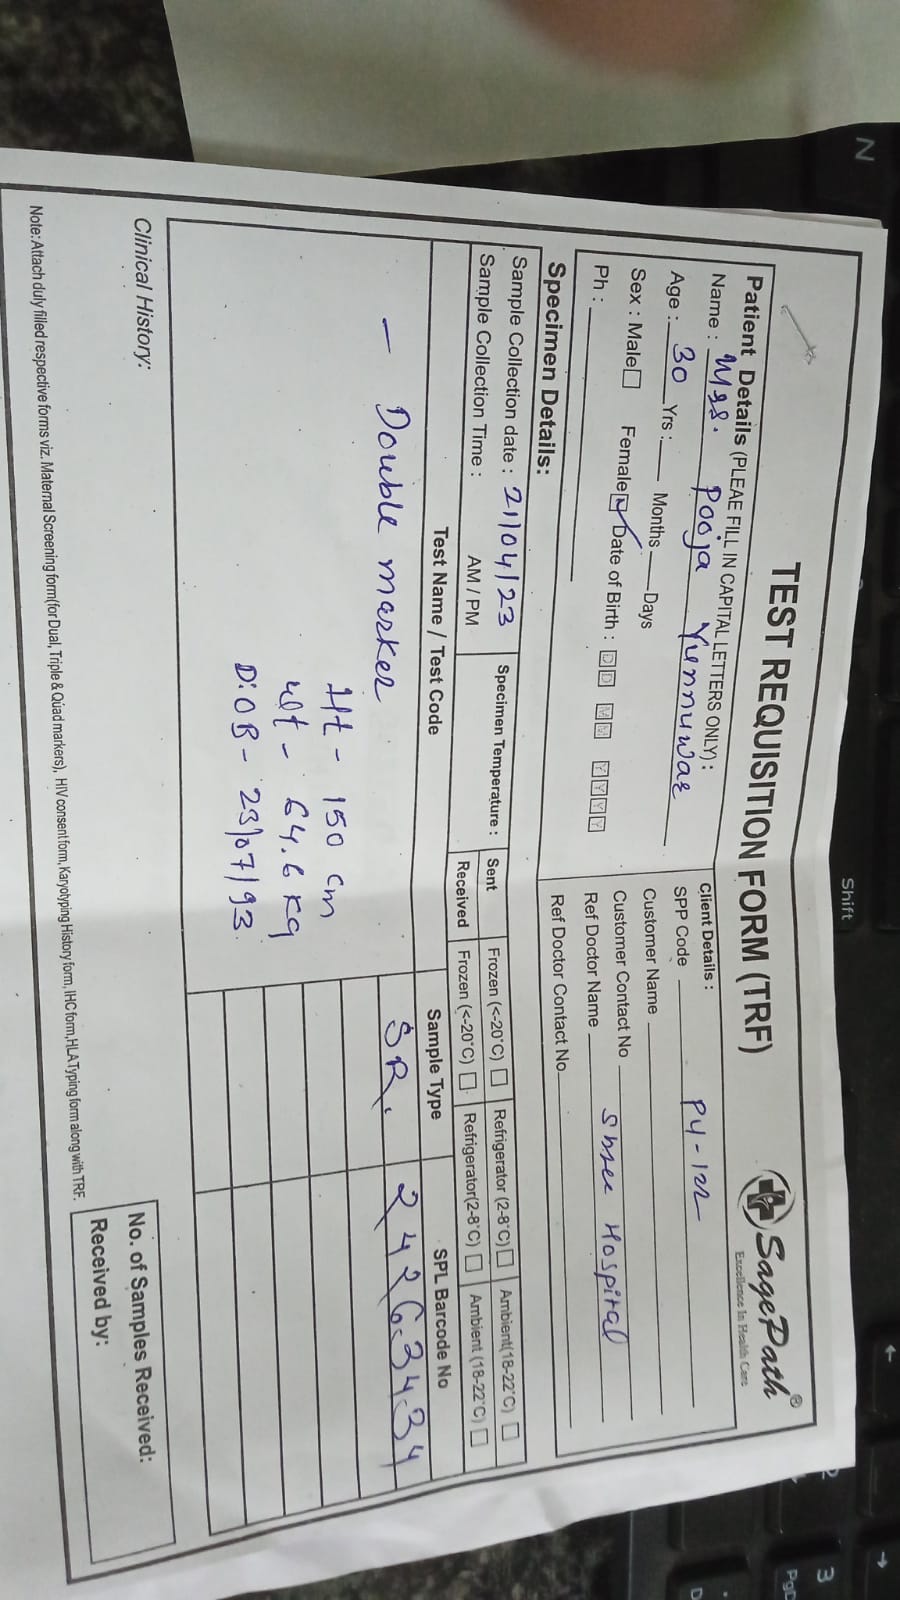 TEST REQUISITION FORM (TRF)
SagePath®
Excellence In Health Care
Patient Details (PLEAE FILL IN CAPITAL LETTERS ONLY) :
Name : Mrs. Pooja Yennuwar
Age : 30 Yrs : Months Days
Sex : Male Female Date of Birth : D D M M Y Y Y Y
Ph :
Client Details :
SPP Code PY-122
Customer Name
Customer Contact No
Ref Doctor Name Shree Hospital
Ref Doctor Contact No.
Specimen Details:
Sample Collection date : 21/04/23
Sample Collection Time : AM / PM
Specimen Temperature :
Sent Frozen (<-20°C) Refrigerator (2-8°C) Ambient(18-22°C)
Received Frozen (<-20°C) Refrigerator(2-8°C) Ambient (18-22°C)
Test Name / Test Code Sample Type SPL Barcode No
- Double marker SR. 24263434
Ht - 150 cm
wt - 64.6 kg
D.O.B - 23/07/93
Clinical History:
No. of Samples Received:
Received by:
Note: Attach duly filled respective forms viz. Maternal Screening form(for Dual, Triple & Quad markers), HIV consent form, Karyotyping History form, IHC form, HLA Typing form along with TRF.
N
Shift
3
PgD